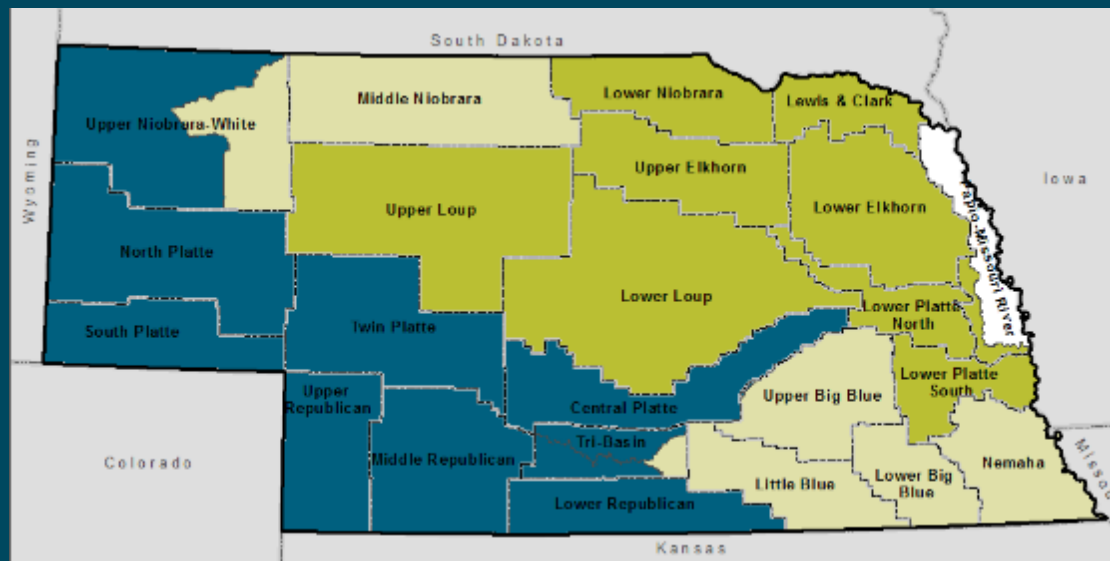 South Dakota
Middle Niobrara
Lower Niobrara
Lewis & Clark
Upper Niobrara-White
Wyoming
Iowa
Upper Elkhorn
Upper Loup
Lower Elkhorn
North Platte
Lower Loup
Lower Platte
North
Missouri River
South Platte
Twin Platte
Upper
Republican
Central Platte
Upper Big Blue
Lower Platte
South
Tri-Basin
Middle Republican
Colorado
Little Blue
Lower Big
Blue
Nemaha
Lower Republican
Kansas